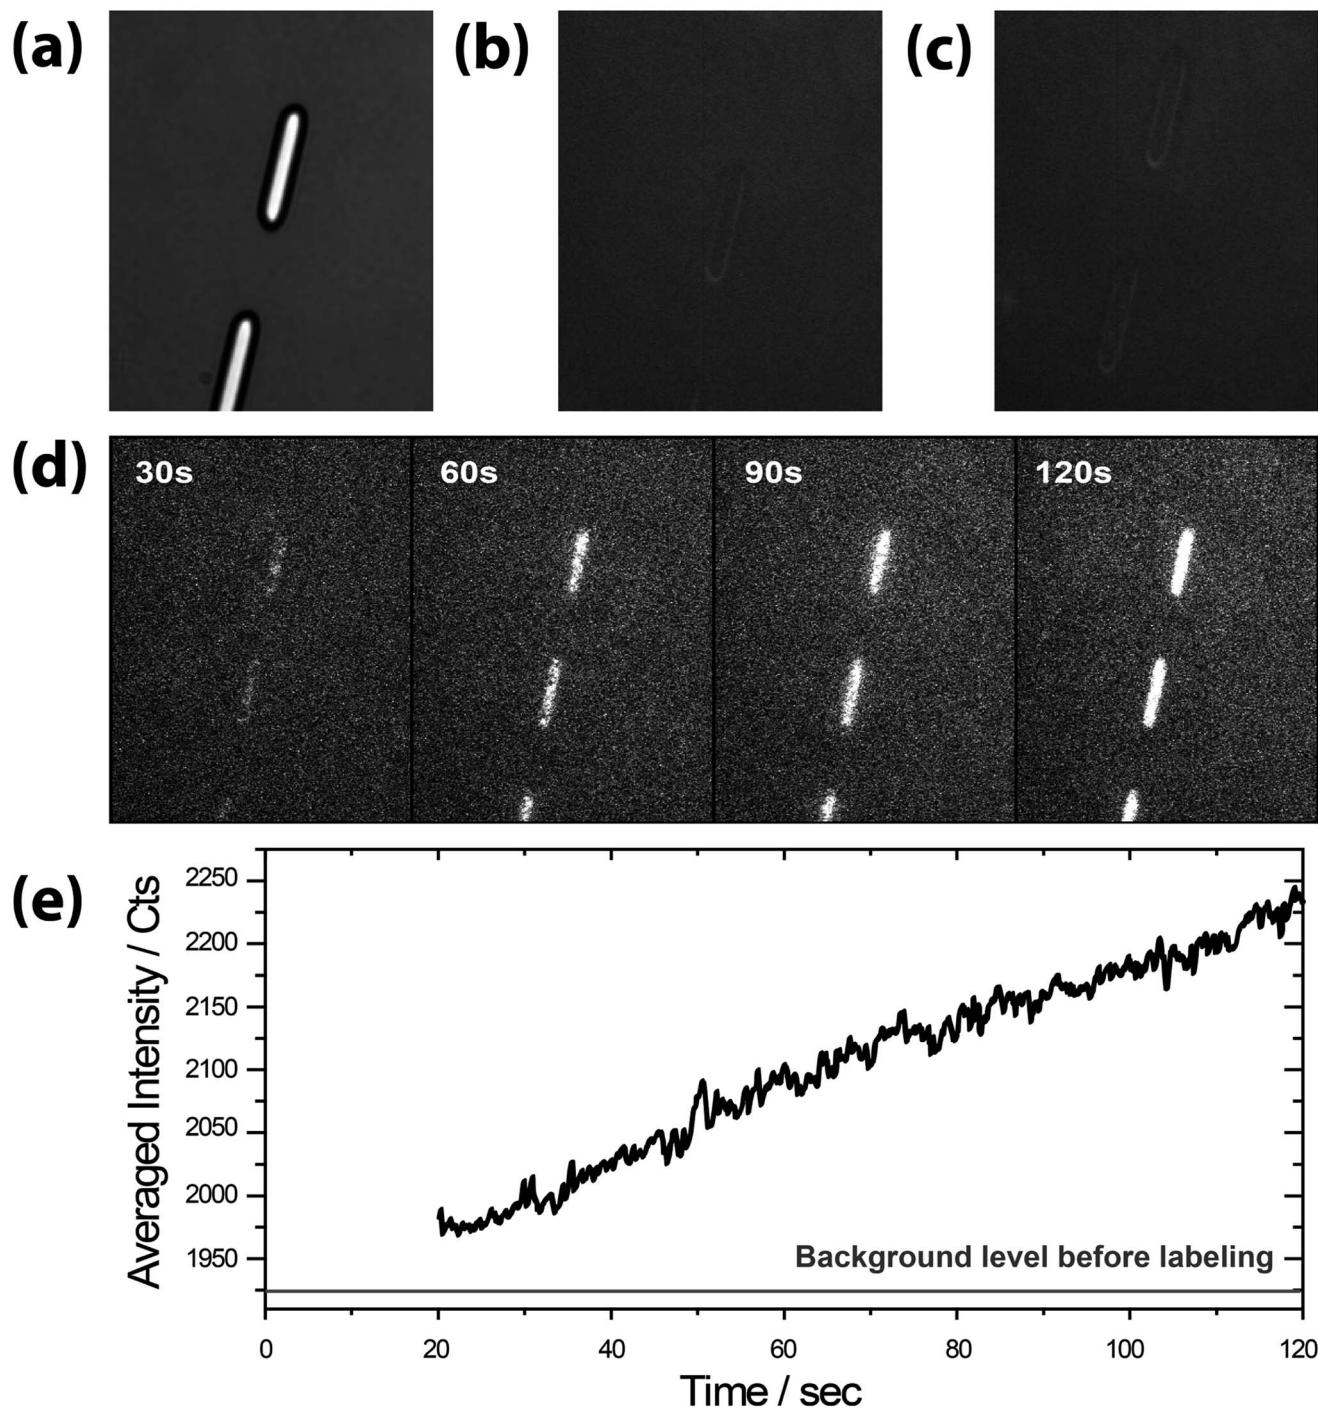 (a)
(b)
(c)
(d)
30s
60s
90s
120s
(e)
Averaged Intensity / Cts
2250
2200
2150
2100
2050
2000
1950
Background level before labeling
0
20
40
60
80
100
120
Time / sec